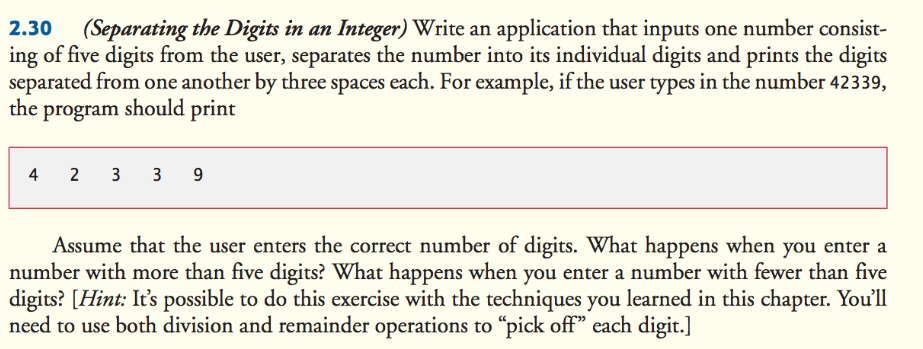 2.30 (Separating the Digits in an Integer) Write an application that inputs one number consist-
ing of five digits from the user, separates the number into its individual digits and prints the digits
separated from one another by three spaces each. For example, if the user types in the number 42339,
the program should print
4 2 3 3 9
Assume that the user enters the correct number of digits. What happens when you enter a
number with more than five digits? What happens when you enter a number with fewer than five
digits? [Hint: It’s possible to do this exercise with the techniques you learned in this chapter. You’ll
need to use both division and remainder operations to “pick off” each digit.]